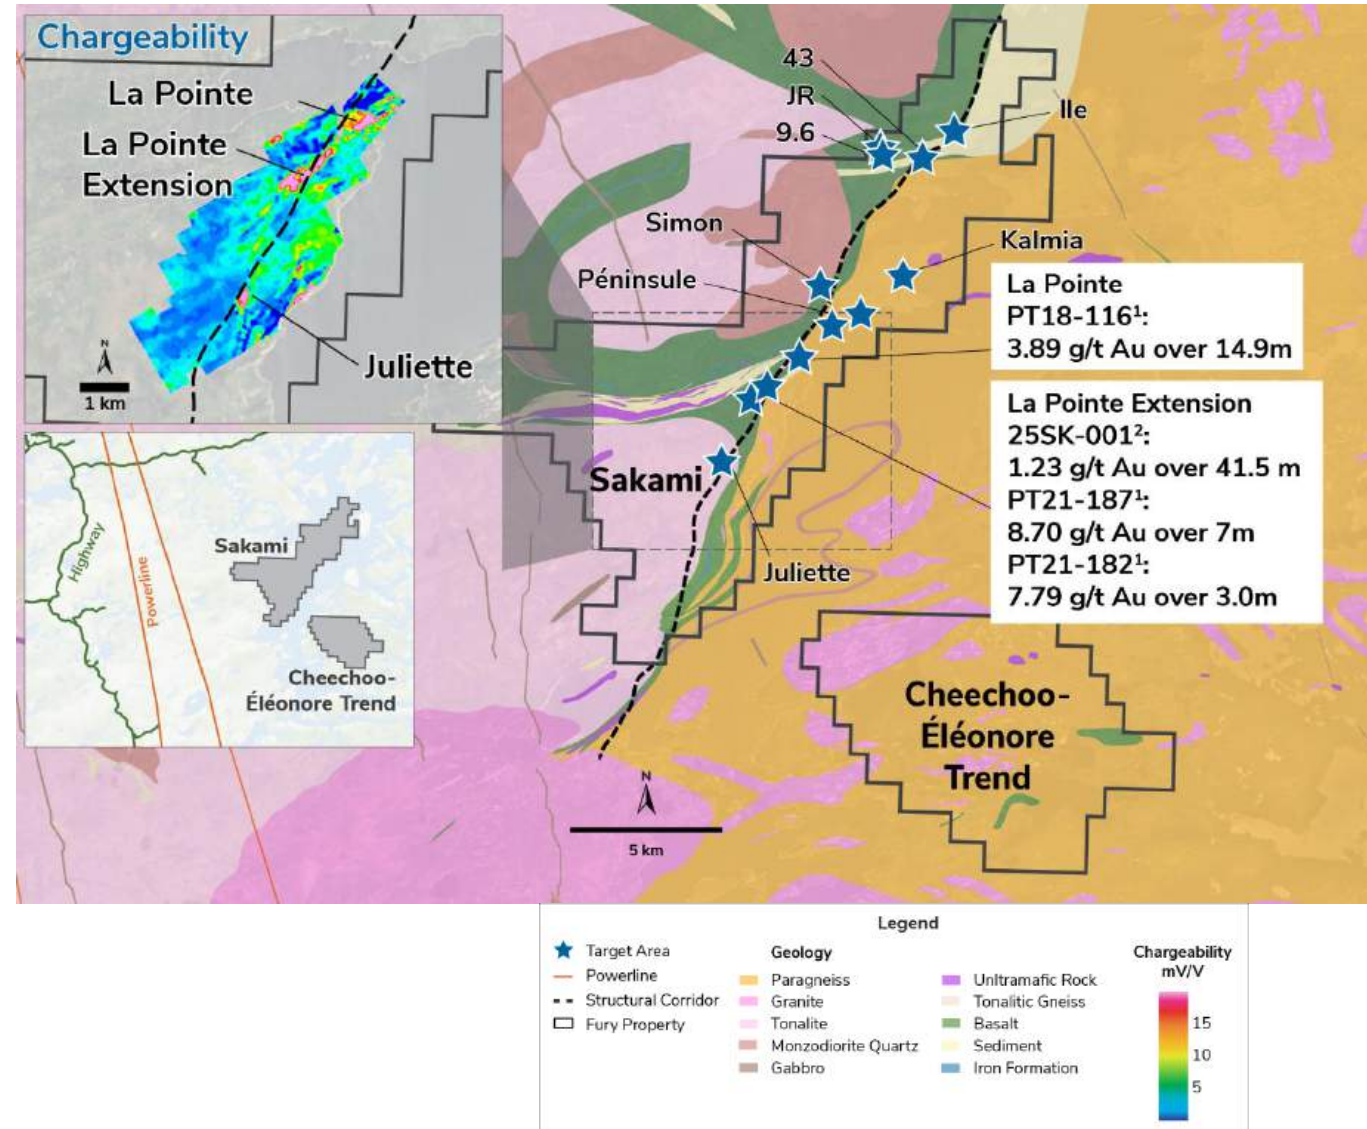 Chargeability
La Pointe
La Pointe
Extension
Juliette
N
1 km
43
JR
9.6
Ile
Simon
Kalmia
Péninsule
La Pointe
PT18-116¹:
3.89 g/t Au over 14.9m
La Pointe Extension
25SK-001²:
1.23 g/t Au over 41.5 m
PT21-187¹:
8.70 g/t Au over 7m
PT21-182¹:
7.79 g/t Au over 3.0m
Sakami
Juliette
Highway
Powerline
Sakami
Cheechoo-
Éléonore Trend
Cheechoo-
Éléonore
Trend
N
5 km
Legend
Target Area
Powerline
Structural Corridor
Fury Property
Geology
Paragneiss
Granite
Tonalite
Monzodiorite Quartz
Gabbro
Unltramafic Rock
Tonalitic Gneiss
Basalt
Sediment
Iron Formation
Chargeability
mV/V
15
10
5